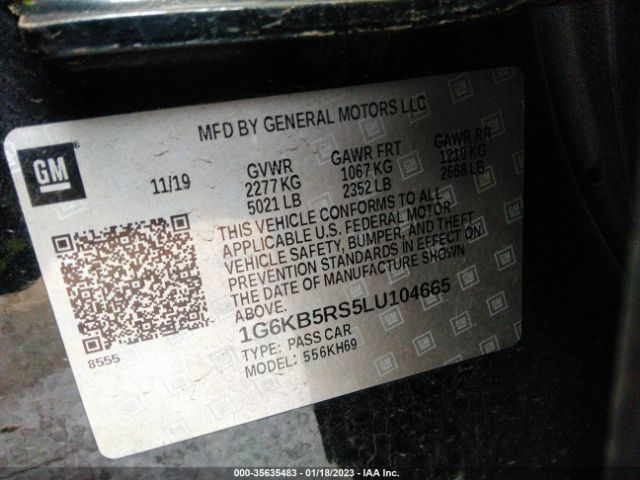 MFD BY GENERAL MOTORS LLC
GM
11/19
GVWR
2277 KG
5021 LB
GAWR FRT
1067 KG
2352 LB
GAWR RR
1210 KG
2668 LB
THIS VEHICLE CONFORMS TO ALL
APPLICABLE U.S. FEDERAL MOTOR
VEHICLE SAFETY, BUMPER, AND THEFT
PREVENTION STANDARDS IN EFFECT ON
THE DATE OF MANUFACTURE SHOWN
ABOVE.
1G6KB5RS5LU104665
TYPE: PASS CAR
MODEL: 556KH69
8555
000-35635483 - 01/18/2023 - IAA Inc.